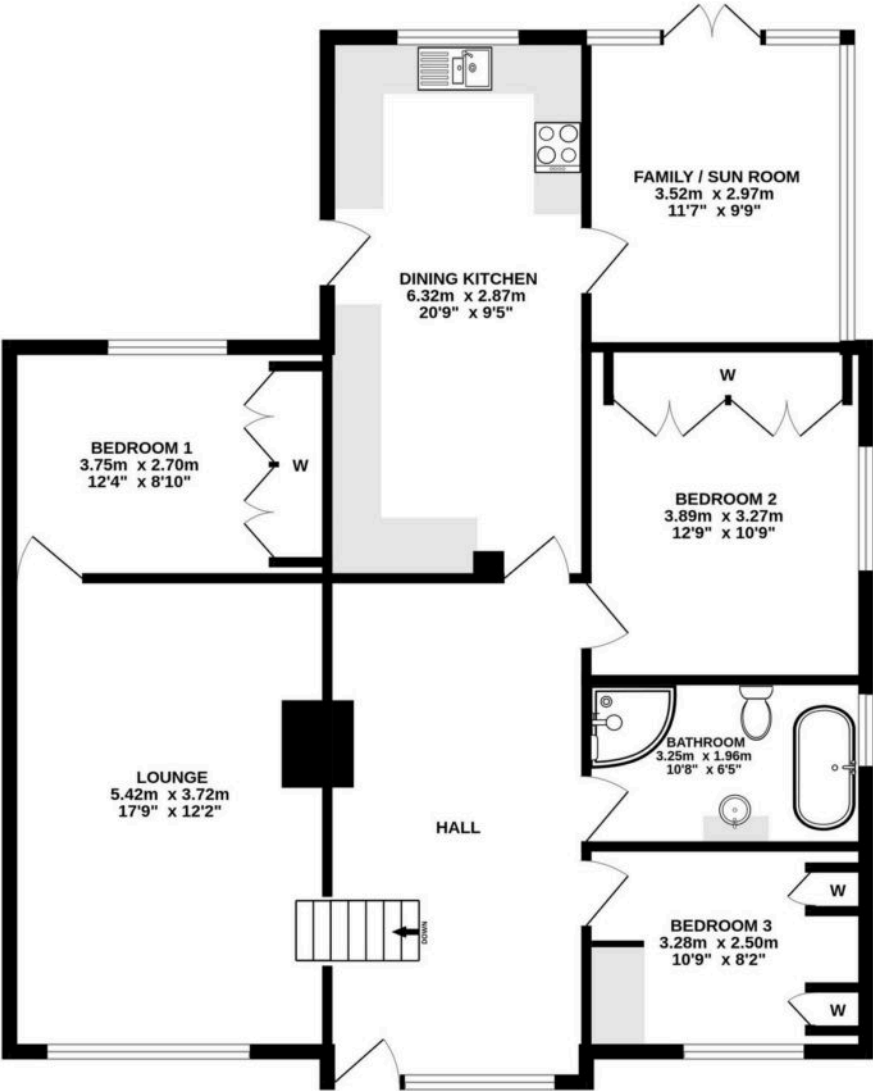 FAMILY / SUN ROOM
3.52m x 2.97m
11'7" x 9'9"
DINING KITCHEN
6.32m x 2.87m
20'9" x 9'5"
W
BEDROOM 1
3.75m x 2.70m
12'4" x 8'10"
W
BEDROOM 2
3.89m x 3.27m
12'9" x 10'9"
BATHROOM
3.25m x 1.96m
10'8" x 6'5"
LOUNGE
5.42m x 3.72m
17'9" x 12'2"
HALL
W
DOWN
BEDROOM 3
3.28m x 2.50m
10'9" x 8'2"
W